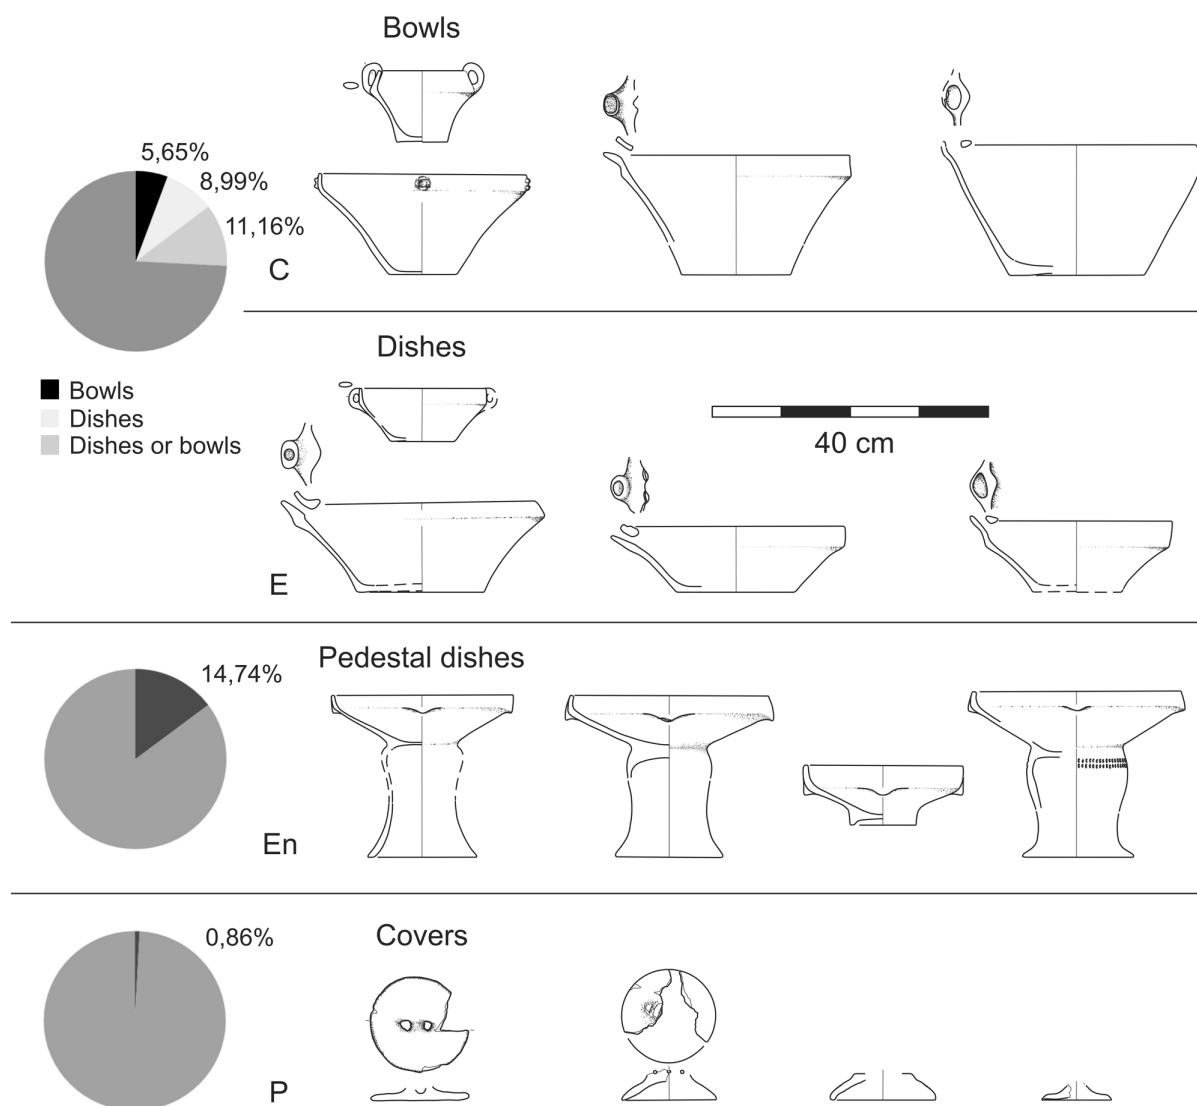 Bowls
5,65%
8,99%
11,16%
C
Dishes
Bowls
Dishes
Dishes or bowls
40 cm
E
14,74%
Pedestal dishes
En
0,86%
Covers
P